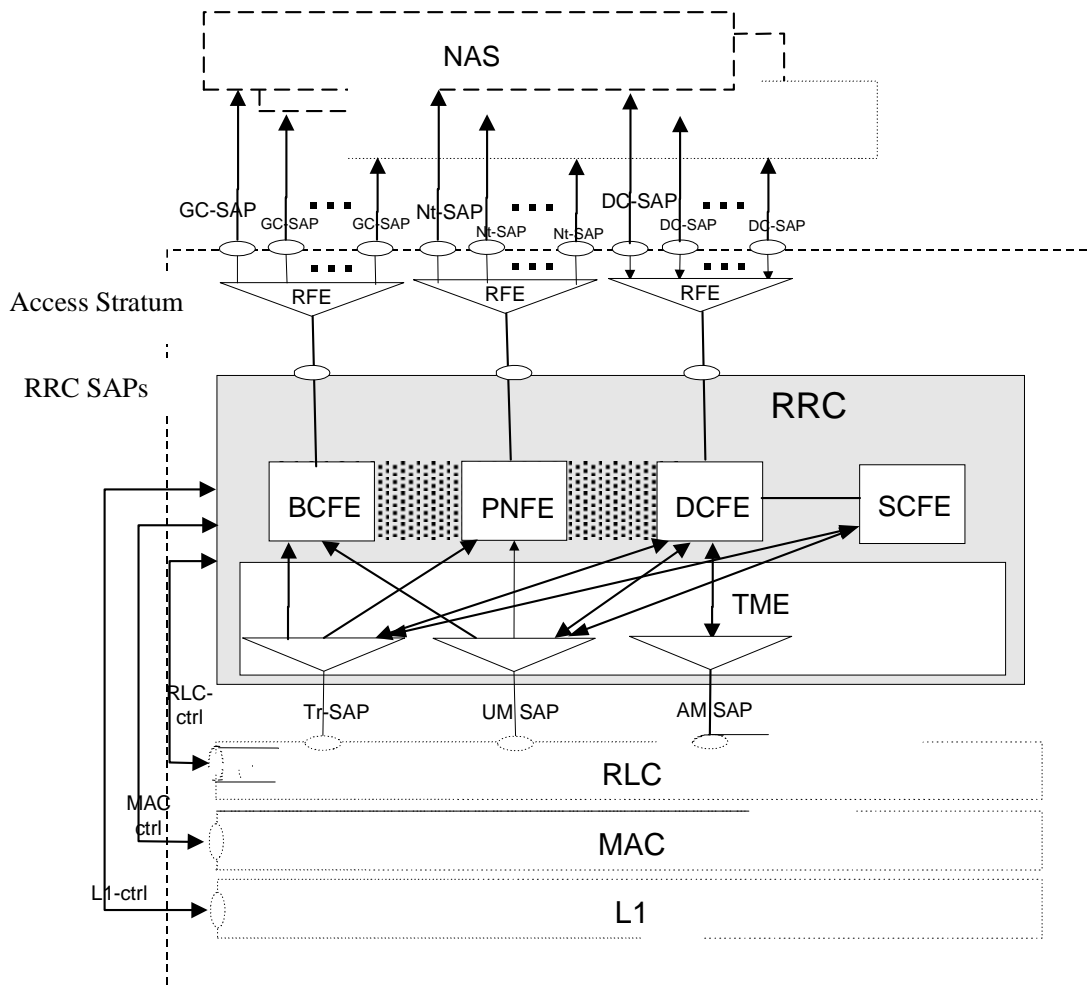 NAS
GC-SAP
GC-SAP
GC-SAP
Nt-SAP
Nt-SAP
Nt-SAP
DC-SAP
DC-SAP
DC-SAP
RFE
RFE
RFE
Access Stratum
RRC SAPs
RRC
BCFE
PNFE
DCFE
SCFE
TME
RLC-
ctrl
Tr-SAP
UM SAP
AM SAP
RLC
MAC
ctrl
MAC
L1-ctrl
L1